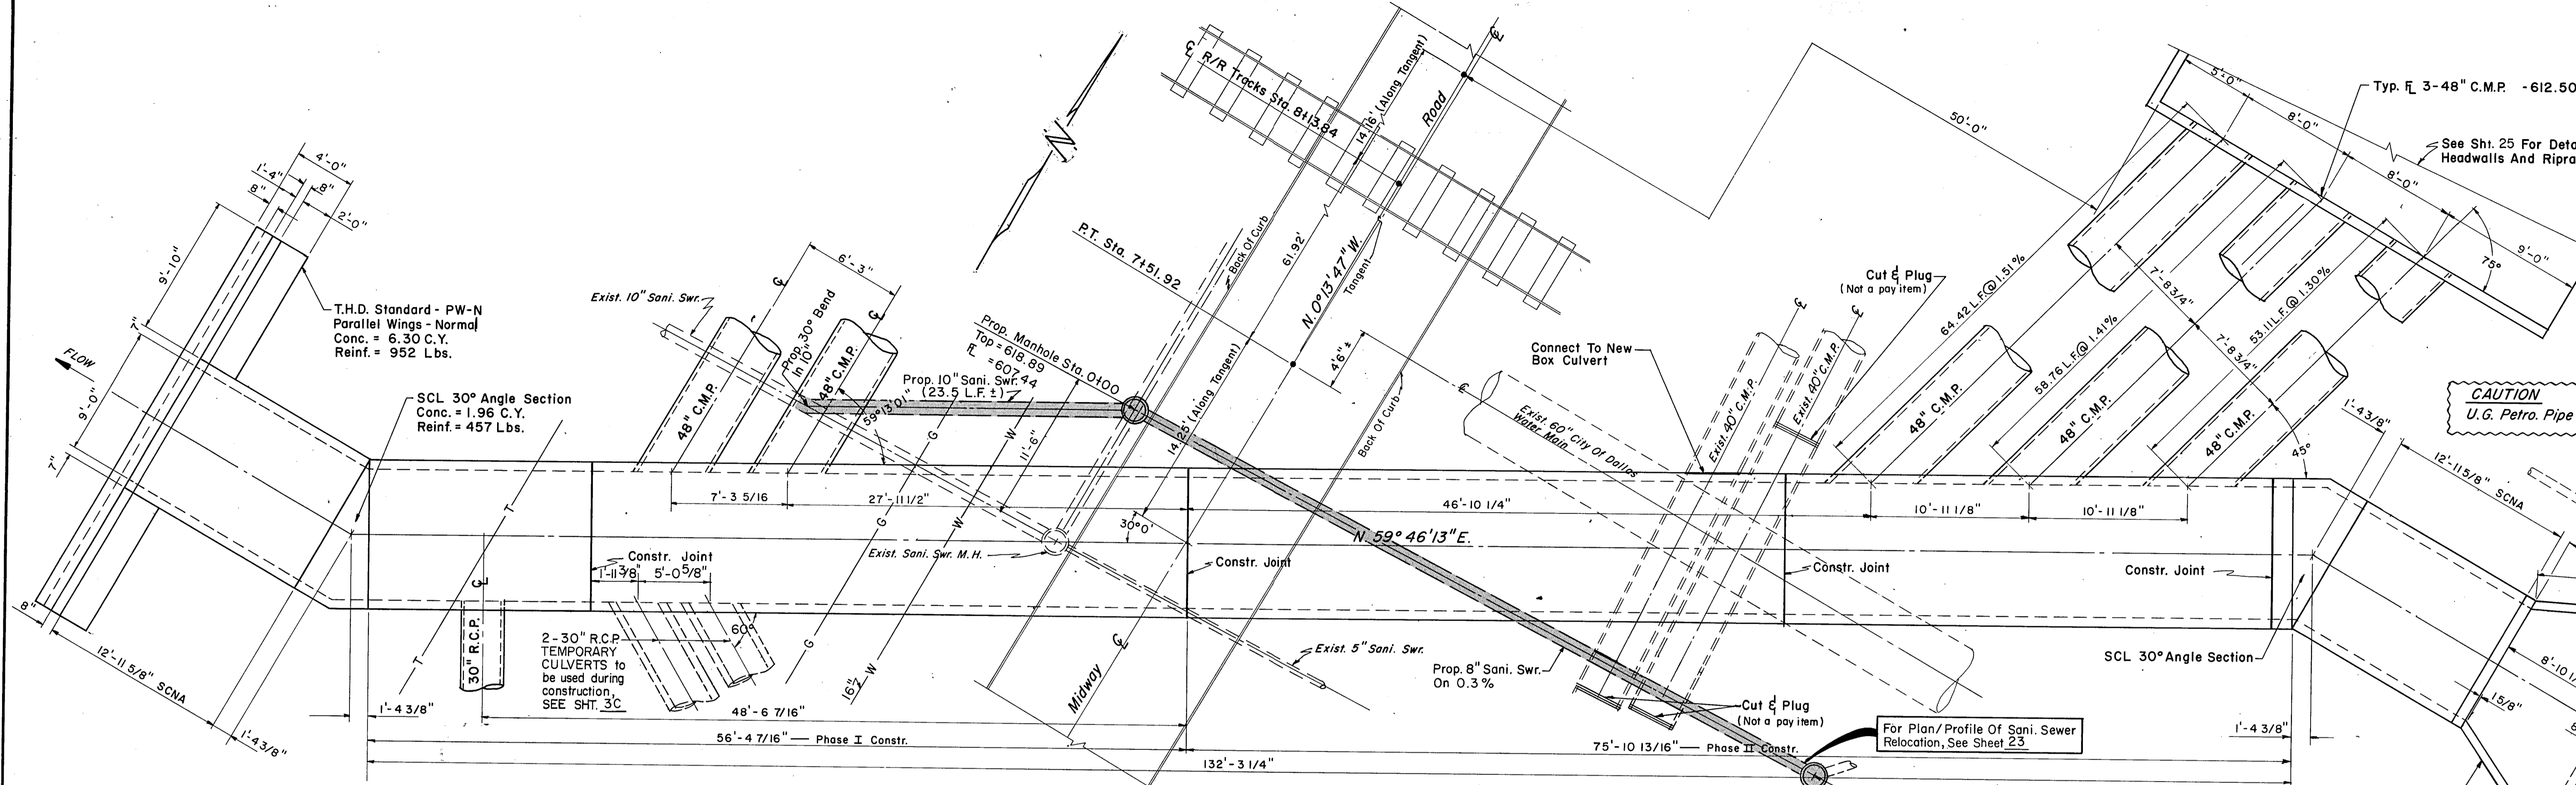 4'-0"
1'-4"
8"
8"
2'-0"
9'-10"
7"
9'-0"
7"
FLOW
T.H.D. Standard - PW-N
Parallel Wings - Normal
Conc. = 6.30 C.Y.
Reinf. = 952 Lbs.
SCL 30° Angle Section
Conc. = 1.96 C.Y.
Reinf. = 457 Lbs.
8"
12'-11 5/8" SCNA
1'-4 3/8"
1'-4 3/8"
N
6'-3"
Exist. 10" Sani. Swr.
Prop. 30° Bend
In 10"
48" C.M.P.
48" C.M.P.
59°13'01"
Prop. Manhole Sta. 0+00
Top = 618.89
FL = 607.44
Prop. 10" Sani. Swr.
(23.5 L.F. ±)
11'-6"
7'-3 5/16
27'-11 1/2"
T
T
G
G
G
G
W
W
16" W
Exist. Sani. Swr. M.H.
Constr. Joint
1'-11 3/8"
5'-0 5/8"
60°
30" R.C.P.
2-30" R.C.P.
TEMPORARY
CULVERTS to
be used during
construction,
SEE SHT. 3C
48'-6 7/16"
56'-4 7/16" — Phase I Constr.
132'-3 1/4"
R/R Tracks Sta. 8+13.84
14.16' (Along Tangent)
Road
61.92'
Back Of Curb
P.T. Sta. 7+51.92
N. 0°13'47" W.
Tangent
4'6" ±
14.25' (Along Tangent)
Back Of Curb
30°0'
Constr. Joint
Midway
N 59° 46'13" E.
46'-10 1/4"
Exist. 5" Sani. Swr.
50'-0"
Cut & Plug
(Not a pay item)
Connect To New
Box Culvert
Exist. 60" City Of Dallas
Water Main
Exist. 40" C.M.P.
Exist. 40" C.M.P.
Prop. 8" Sani. Swr.
On 0.3%
Cut & Plug
(Not a pay item)
75'-10 13/16" — Phase II Constr.
For Plan/Profile Of Sani. Sewer
Relocation, See Sheet 23
Constr. Joint
10'-11 1/8"
10'-11 1/8"
64.42 L.F. @ 1.51%
58.76 L.F. @ 1.41%
53.11 L.F. @ 1.30%
48" C.M.P.
48" C.M.P.
48" C.M.P.
7'-8 3/4"
7'-8 3/4"
45°
75°
5'-0"
8'-0"
8'-0"
9'-0"
Typ. FL 3-48" C.M.P. -612.50
See Sht. 25 For Deta
Headwalls And Ripra
CAUTION
U.G. Petro. Pipe
1'-4 3/8"
12'-11 5/8" SCNA
Constr. Joint
SCL 30° Angle Section
1'-4 3/8"
8'-10 1/
1 5/8"